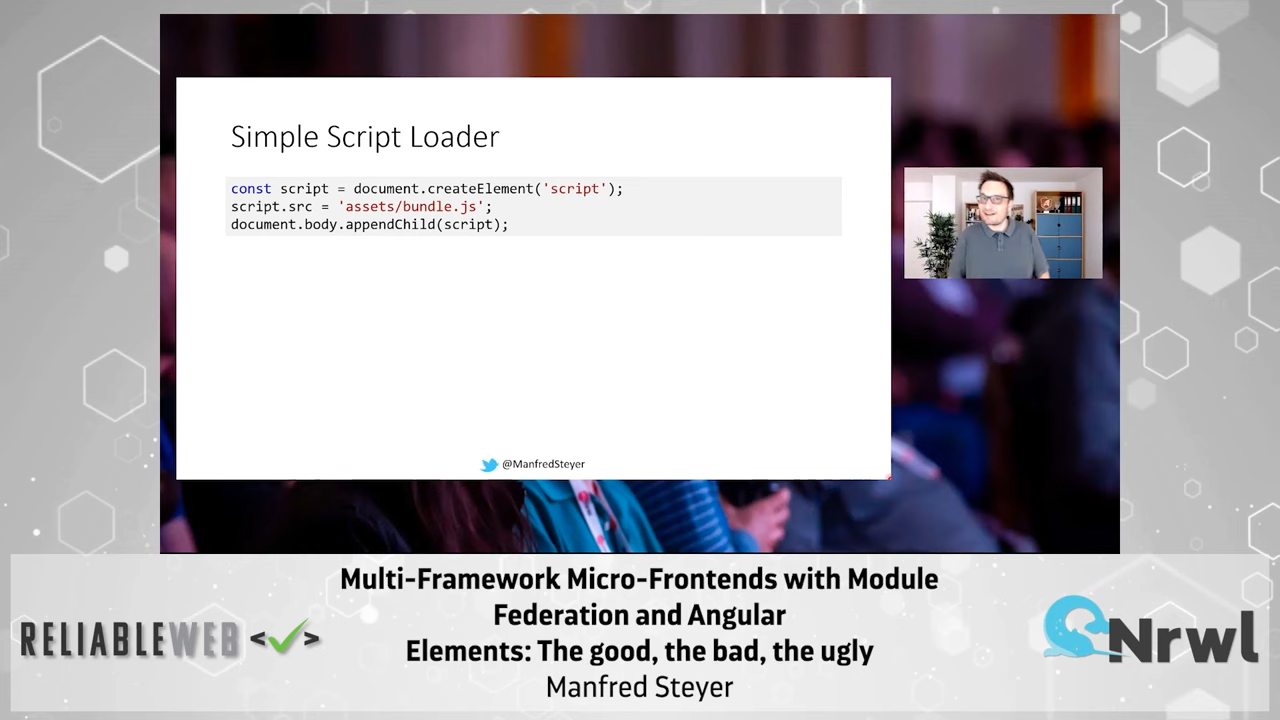 Simple Script Loader
const script = document.createElement('script');
script.src = 'assets/bundle.js';
document.body.appendChild(script);
@ManfredSteyer
Multi-Framework Micro-Frontends with Module
Federation and Angular
Elements: The good, the bad, the ugly
Manfred Steyer
RELIABLEWEB <✓>
Nrwl